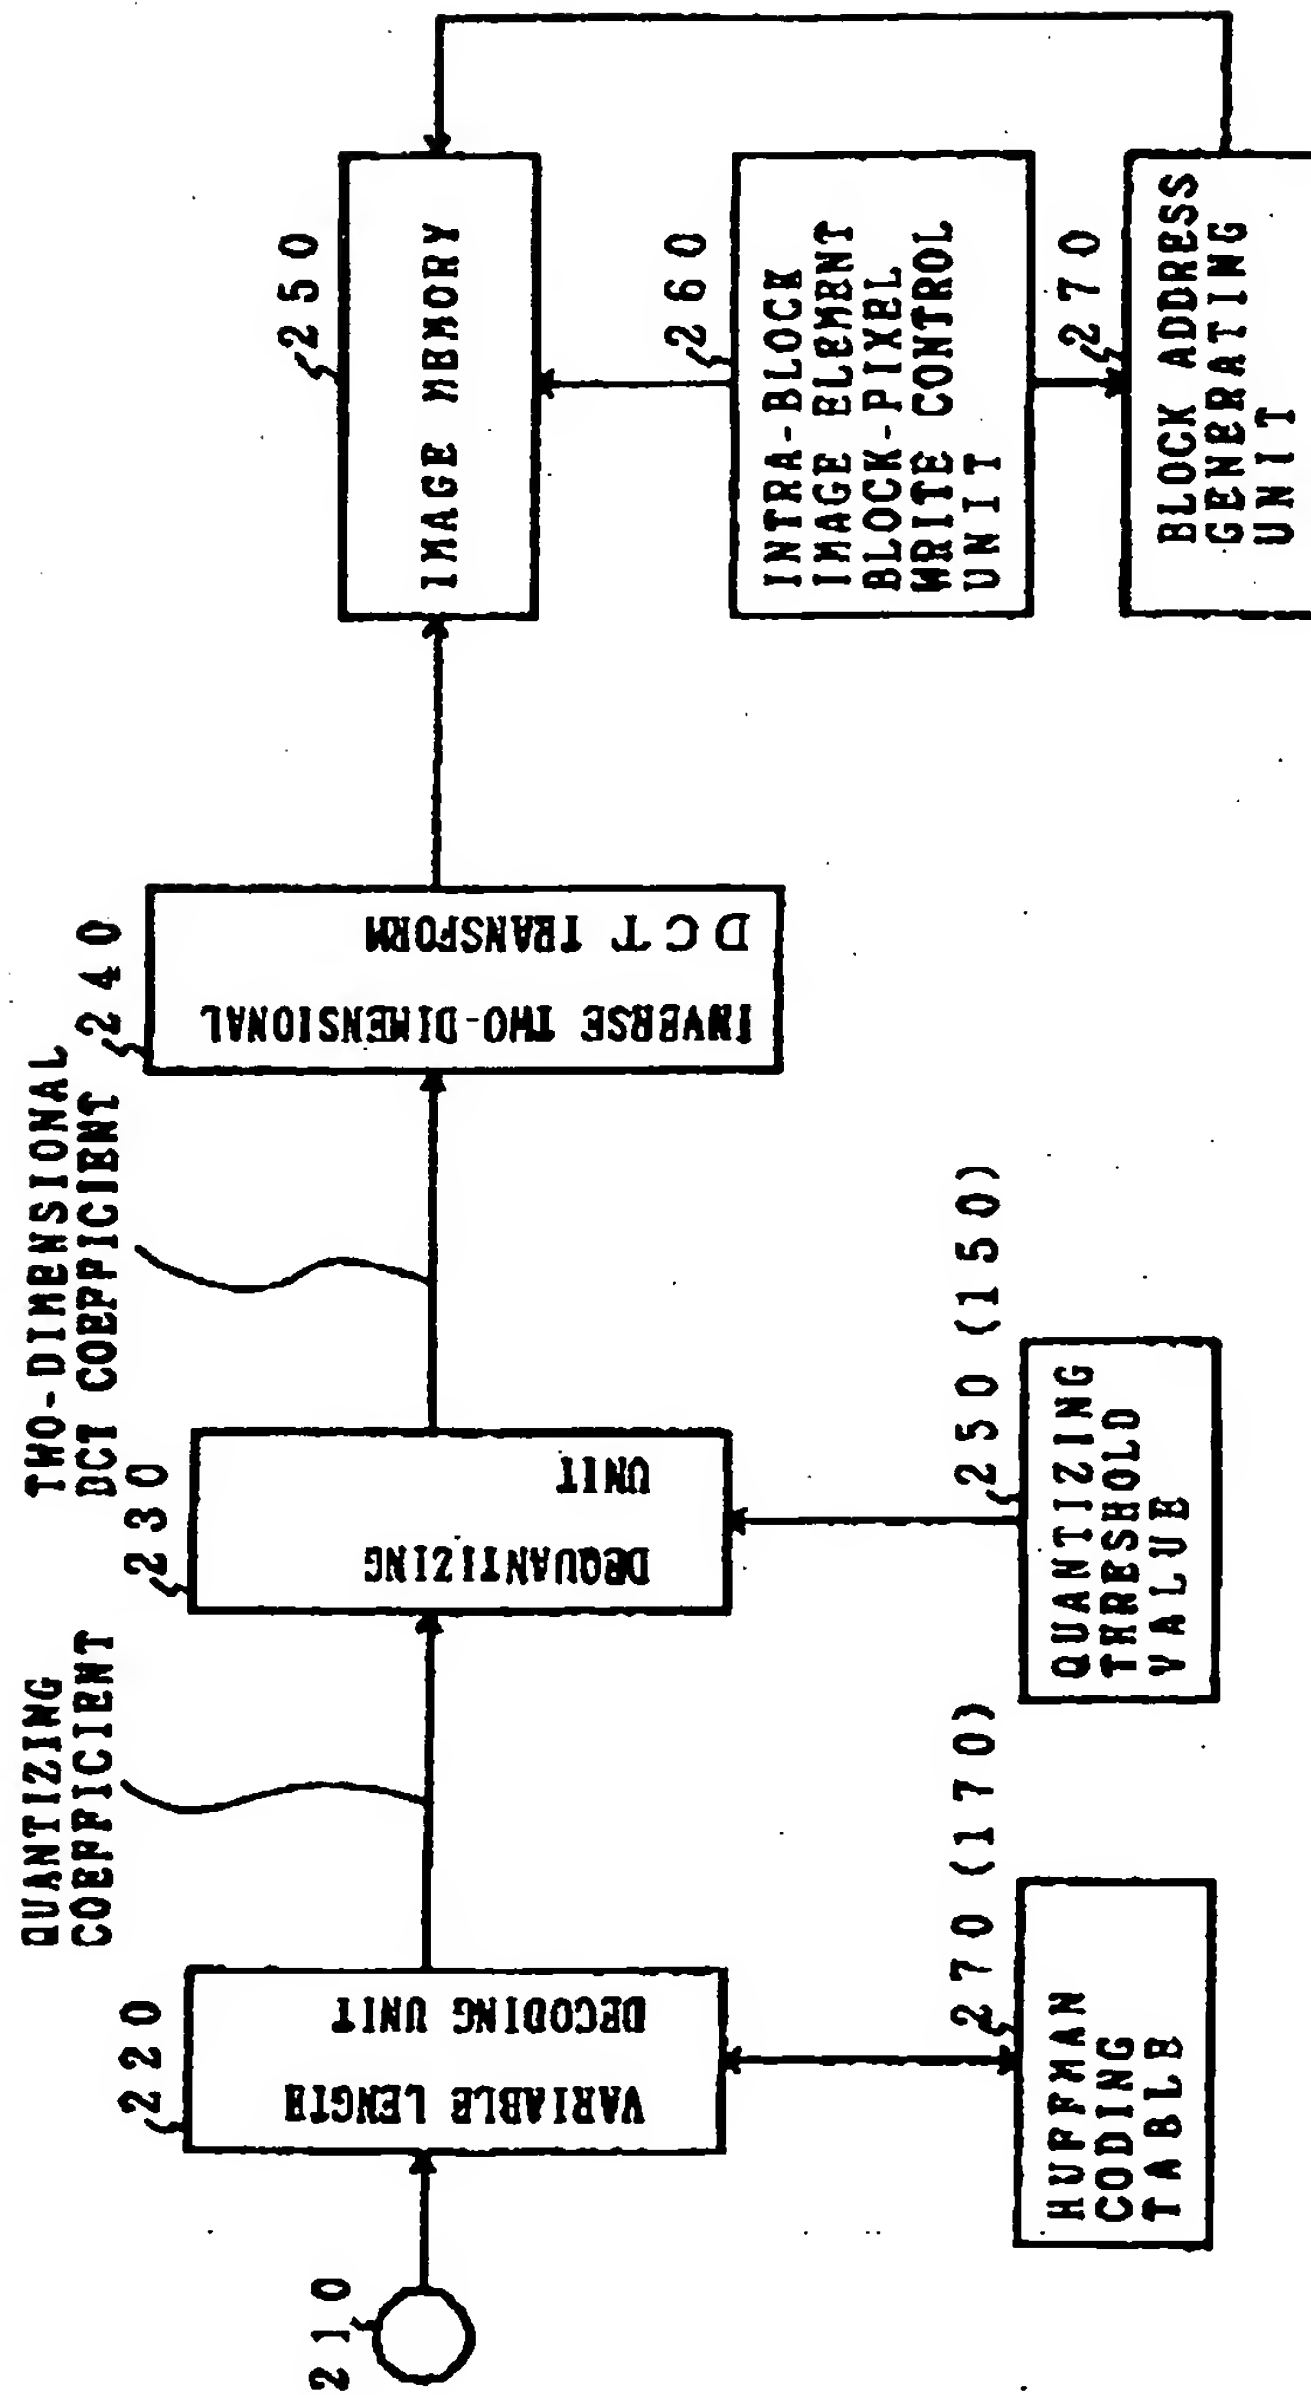 210
220
VARIABLE LENGTH
DECODING UNIT
QUANTIZING
COEFFICIENT
270 (170)
HUFFMAN
CODING
TABLE
230
DEQUANTIZING
UNIT
250 (150)
QUANTIZING
THRESHOLD
VALUE
TWO-DIMENSIONAL
DCT COEFFICIENT
240
INVERSE TWO-DIMENSIONAL
DCT TRANSFORM
250
IMAGE MEMORY
260
INTRA-BLOCK
IMAGE ELEMENT
BLOCK-PIXEL
WRITE CONTROL
UNIT
270
BLOCK ADDRESS
GENERATING
UNIT